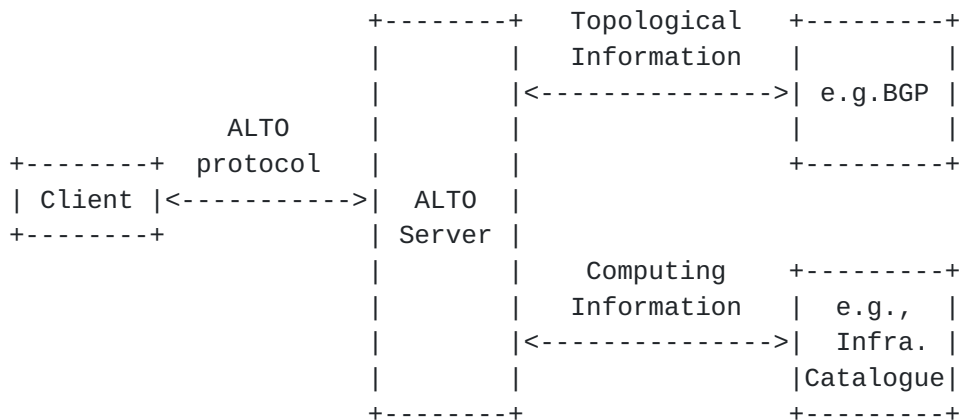 Topological
Information
e.g.BGP
ALTO
protocol
Client
ALTO
Server
Computing
Information
e.g.,
Infra.
Catalogue